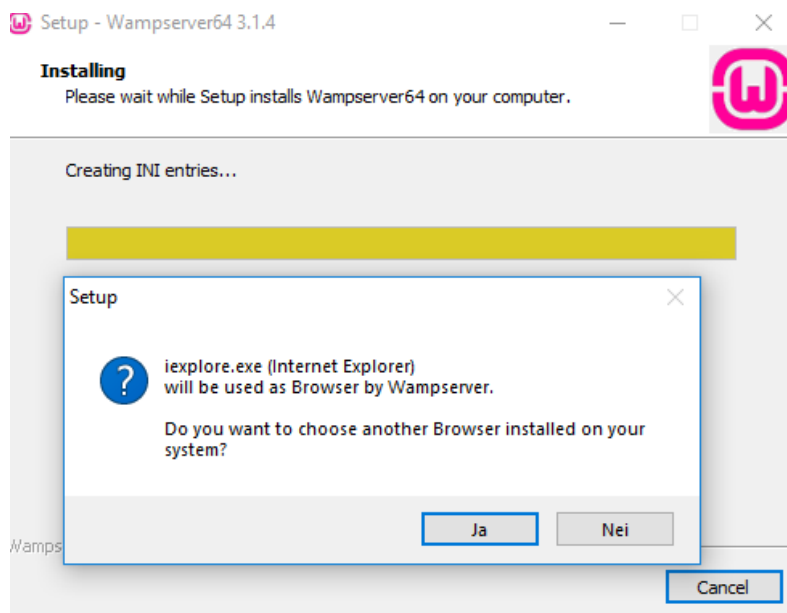 Setup - Wampserver64 3.1.4
Installing
Please wait while Setup installs Wampserver64 on your computer.
Creating INI entries...
Setup
iexplore.exe (Internet Explorer)
will be used as Browser by Wampserver.
Do you want to choose another Browser installed on your
system?
Ja Nei
Wamps
Cancel